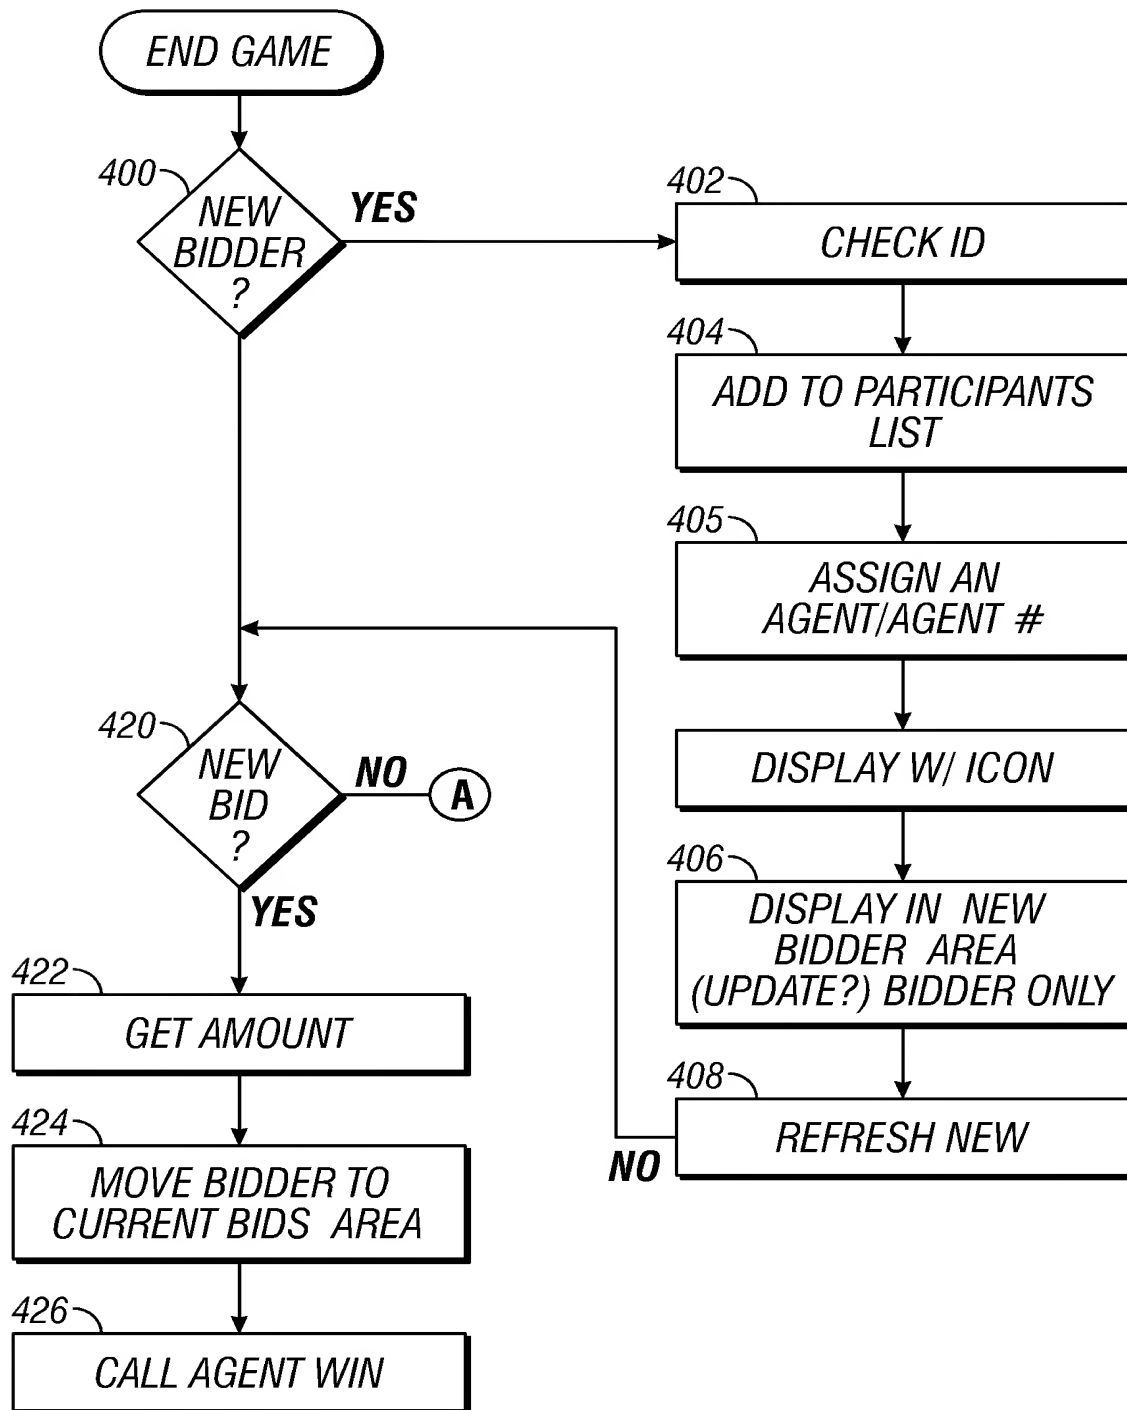 END GAME
400
NEW
BIDDER
?
YES
402
CHECK ID
404
ADD TO PARTICIPANTS
LIST
405
ASSIGN AN
AGENT/AGENT #
DISPLAY W/ ICON
406
DISPLAY IN NEW
BIDDER AREA
(UPDATE?) BIDDER ONLY
408
REFRESH NEW
NO
420
NEW
BID
?
NO
A
YES
422
GET AMOUNT
424
MOVE BIDDER TO
CURRENT BIDS AREA
426
CALL AGENT WIN